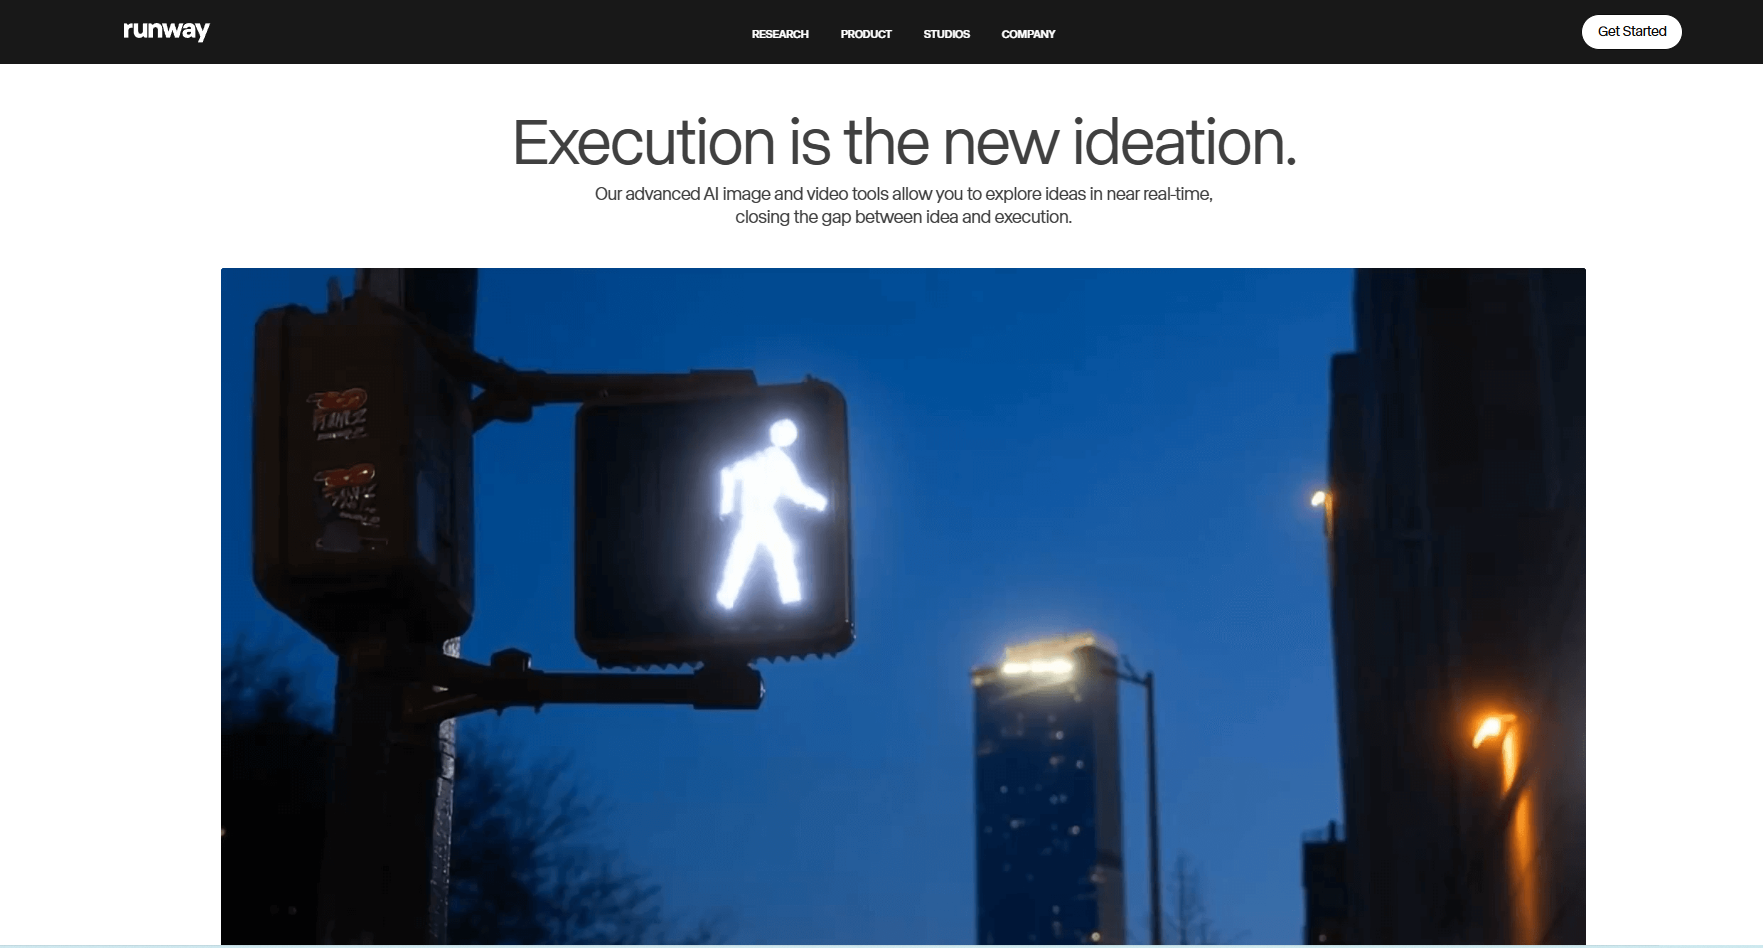 runway
RESEARCH
PRODUCT
STUDIOS
COMPANY
Get Started
Execution is the new ideation.
Our advanced AI image and video tools allow you to explore ideas in near real-time,
closing the gap between idea and execution.